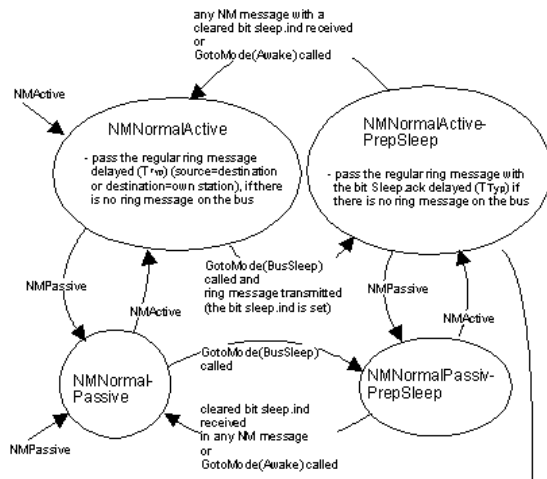 any NM message with a
cleared bit sleep.ind received
or
GotoMode(Awake) called
NMActive
NMNormalActive
- pass the regular ring message
delayed (TTyp) (source=destination
or destination=own station), if there
is no ring message on the bus
NMNormalActive-
PrepSleep
- pass the regular ring message with
the bit Sleep.ack delayed (TTyp) if
there is no ring message on the bus
GotoMode(BusSleep)
called and
ring message transmitted
(the bit sleep.ind is set)
NMPassive
NMActive
NMPassive
NMActive
NMNormal-
Passive
GotoMode(BusSleep)
called
NMNormalPassiv-
PrepSleep
cleared bit sleep.ind
received
in any NM message
or
GotoMode(Awake) called
NMPassive